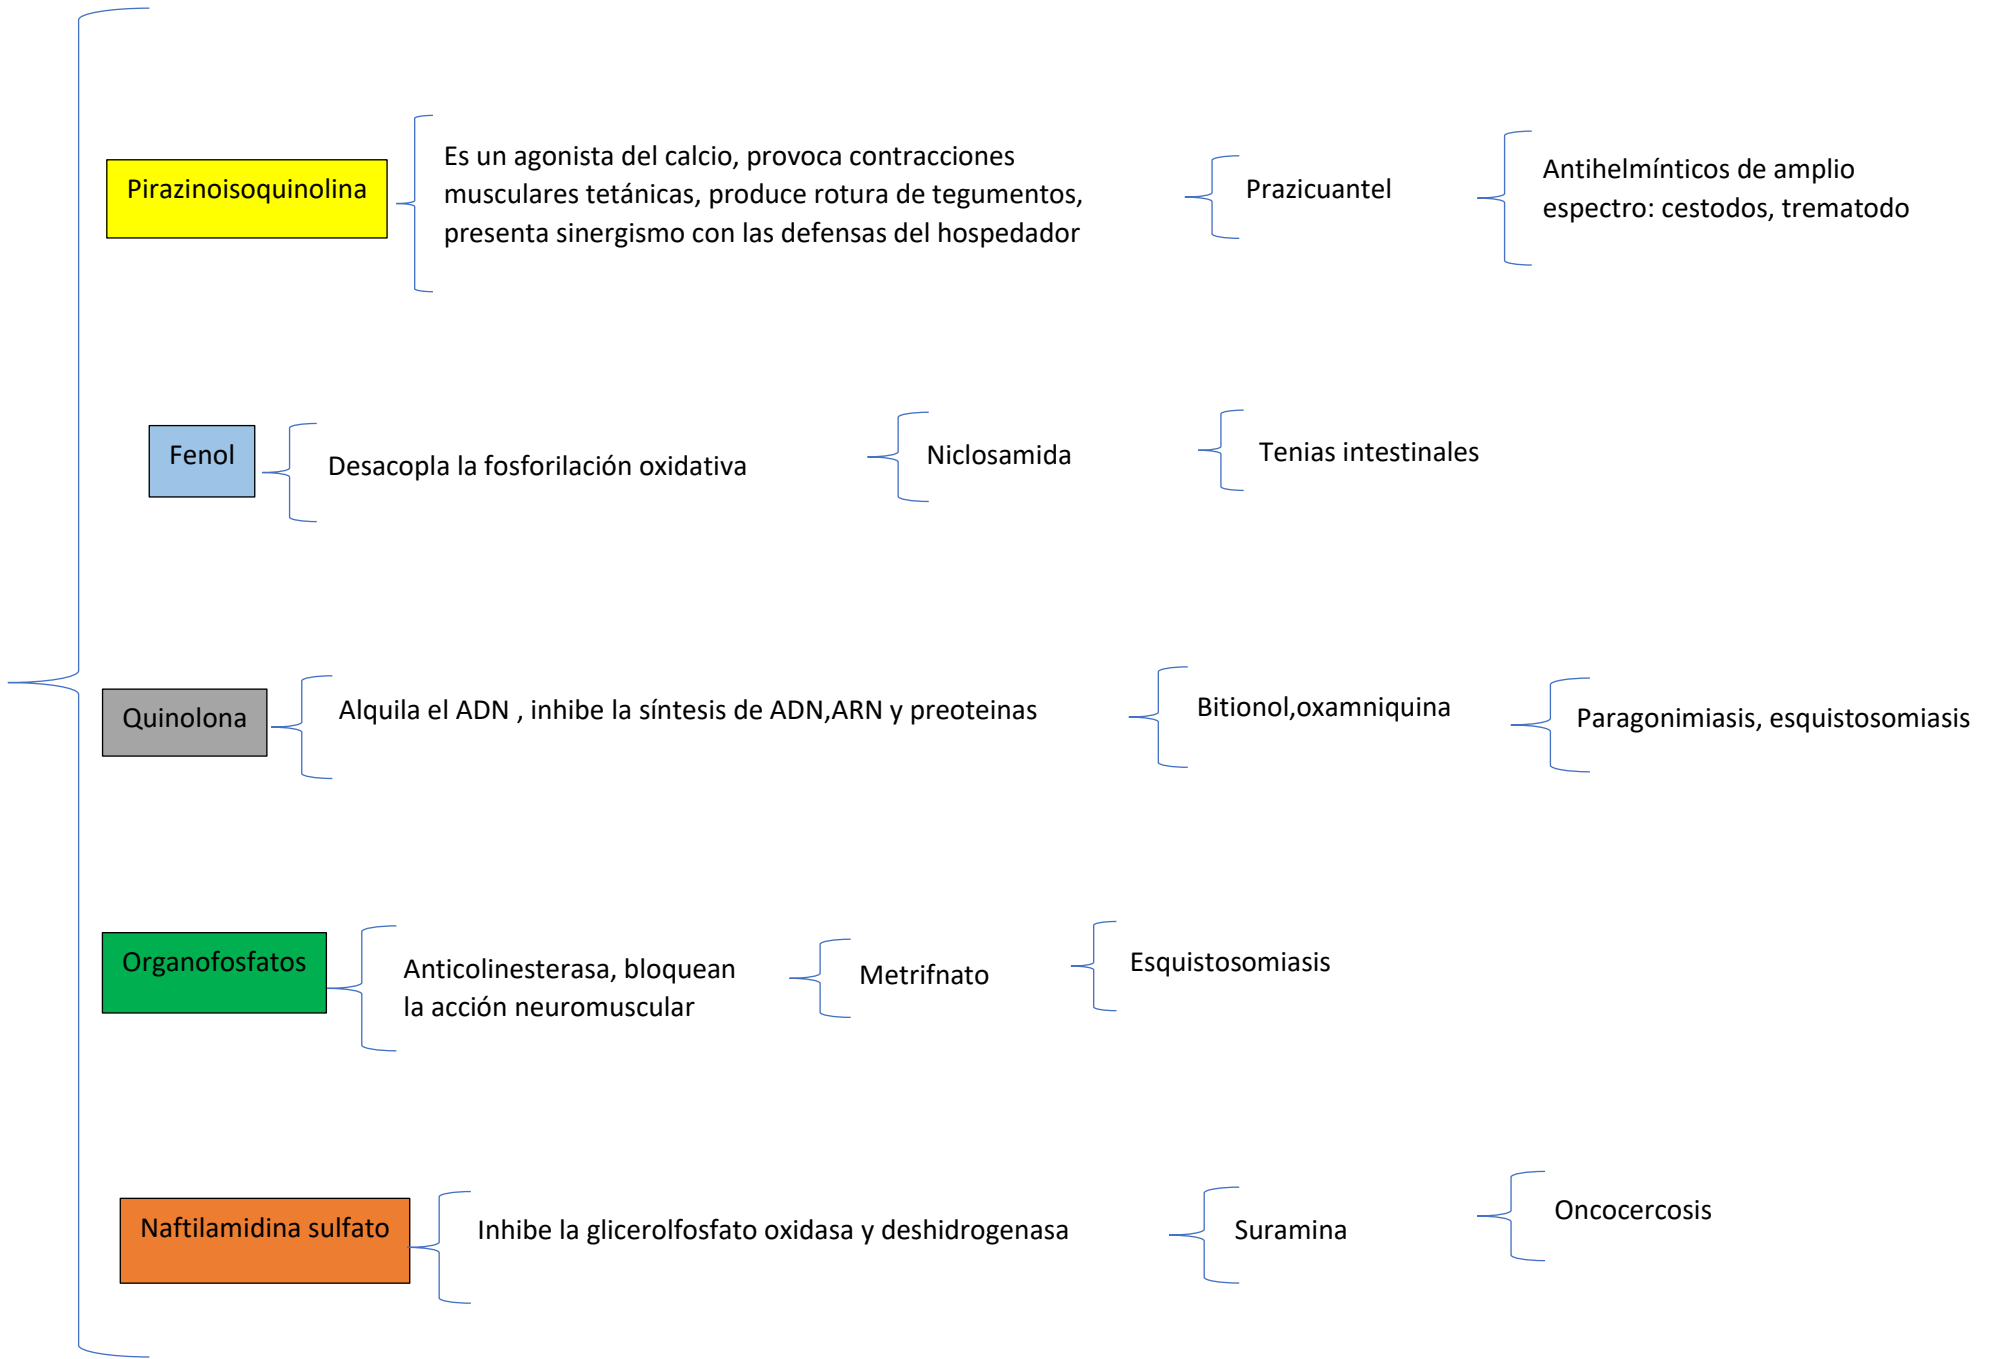 Pirazinoisoquinolina
Es un agonista del calcio, provoca contracciones
musculares tetánicas, produce rotura de tegumentos,
presenta sinergismo con las defensas del hospedador
Prazicuantel
Antihelmínticos de amplio
espectro: cestodos, trematodo
Fenol
Desacopla la fosforilación oxidativa
Niclosamida
Tenias intestinales
Quinolona
Alquila el ADN , inhibe la síntesis de ADN,ARN y preoteinas
Bitionol,oxamniquina
Paragonimiasis, esquistosomiasis
Organofosfatos
Anticolinesterasa, bloquean
la acción neuromuscular
Metrifnato
Esquistosomiasis
Naftilamidina sulfato
Inhibe la glicerolfosfato oxidasa y deshidrogenasa
Suramina
Oncocercosis